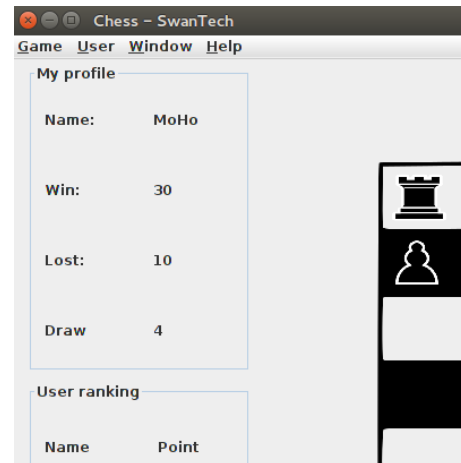 Chess – SwanTech
Game User Window Help
My profile
Name: MoHo
Win: 30
Lost: 10
Draw 4
User ranking
Name Point